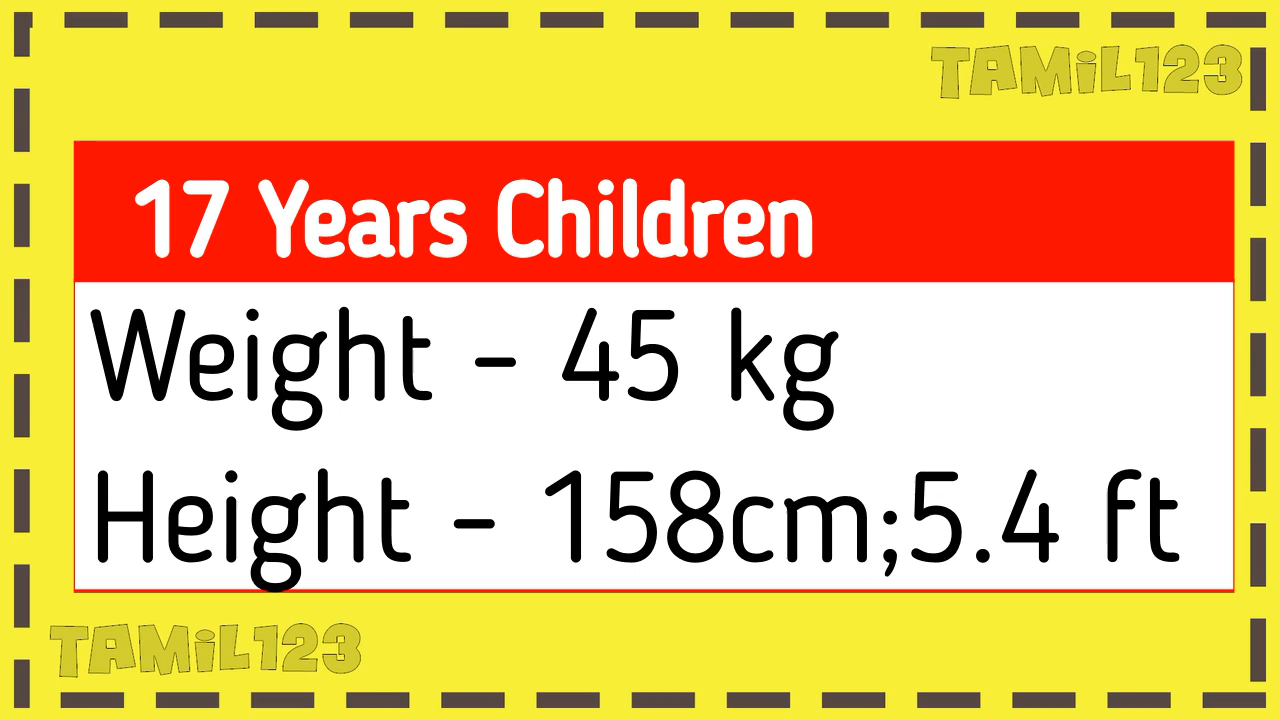 TAMiL123
17 Years Children
Weight - 45 kg
Height - 158cm;5.4 ft
TAMiL123